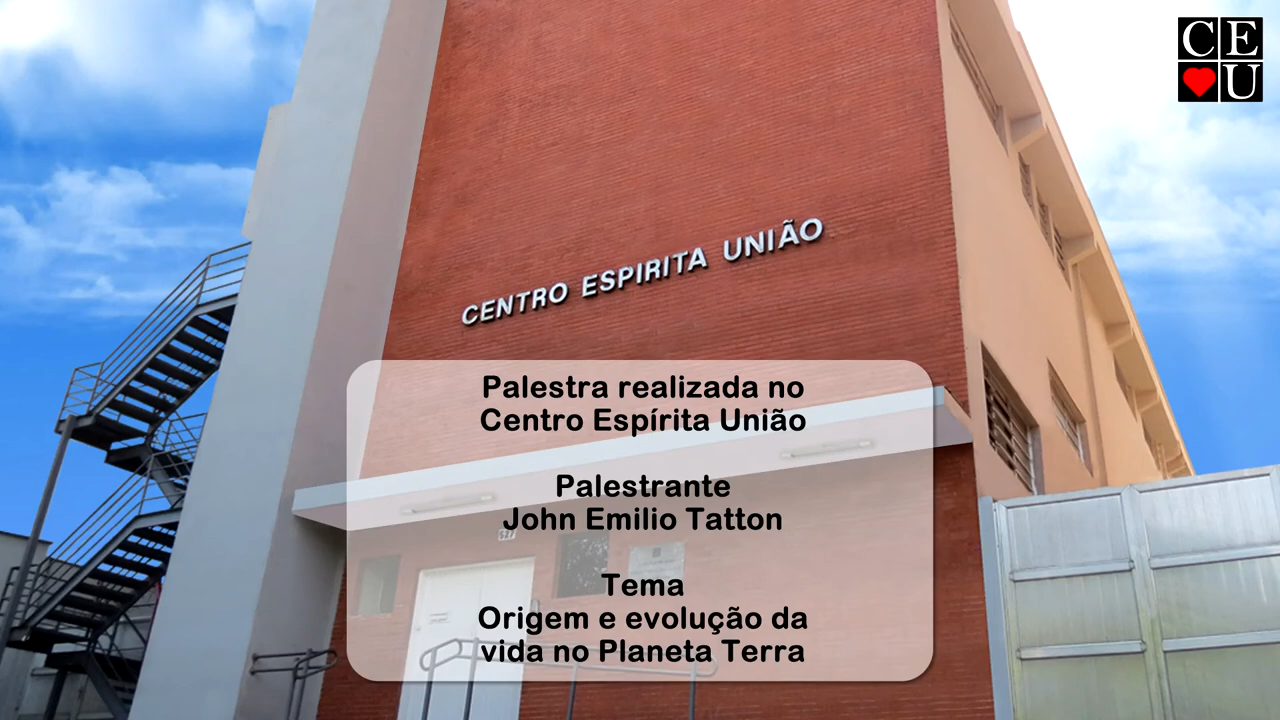 CE
U
CENTRO ESPIRITA UNIÃO
Palestra realizada no
Centro Espírita União
Palestrante
John Emilio Tatton
627
Tema
Origem e evolução da
vida no Planeta Terra